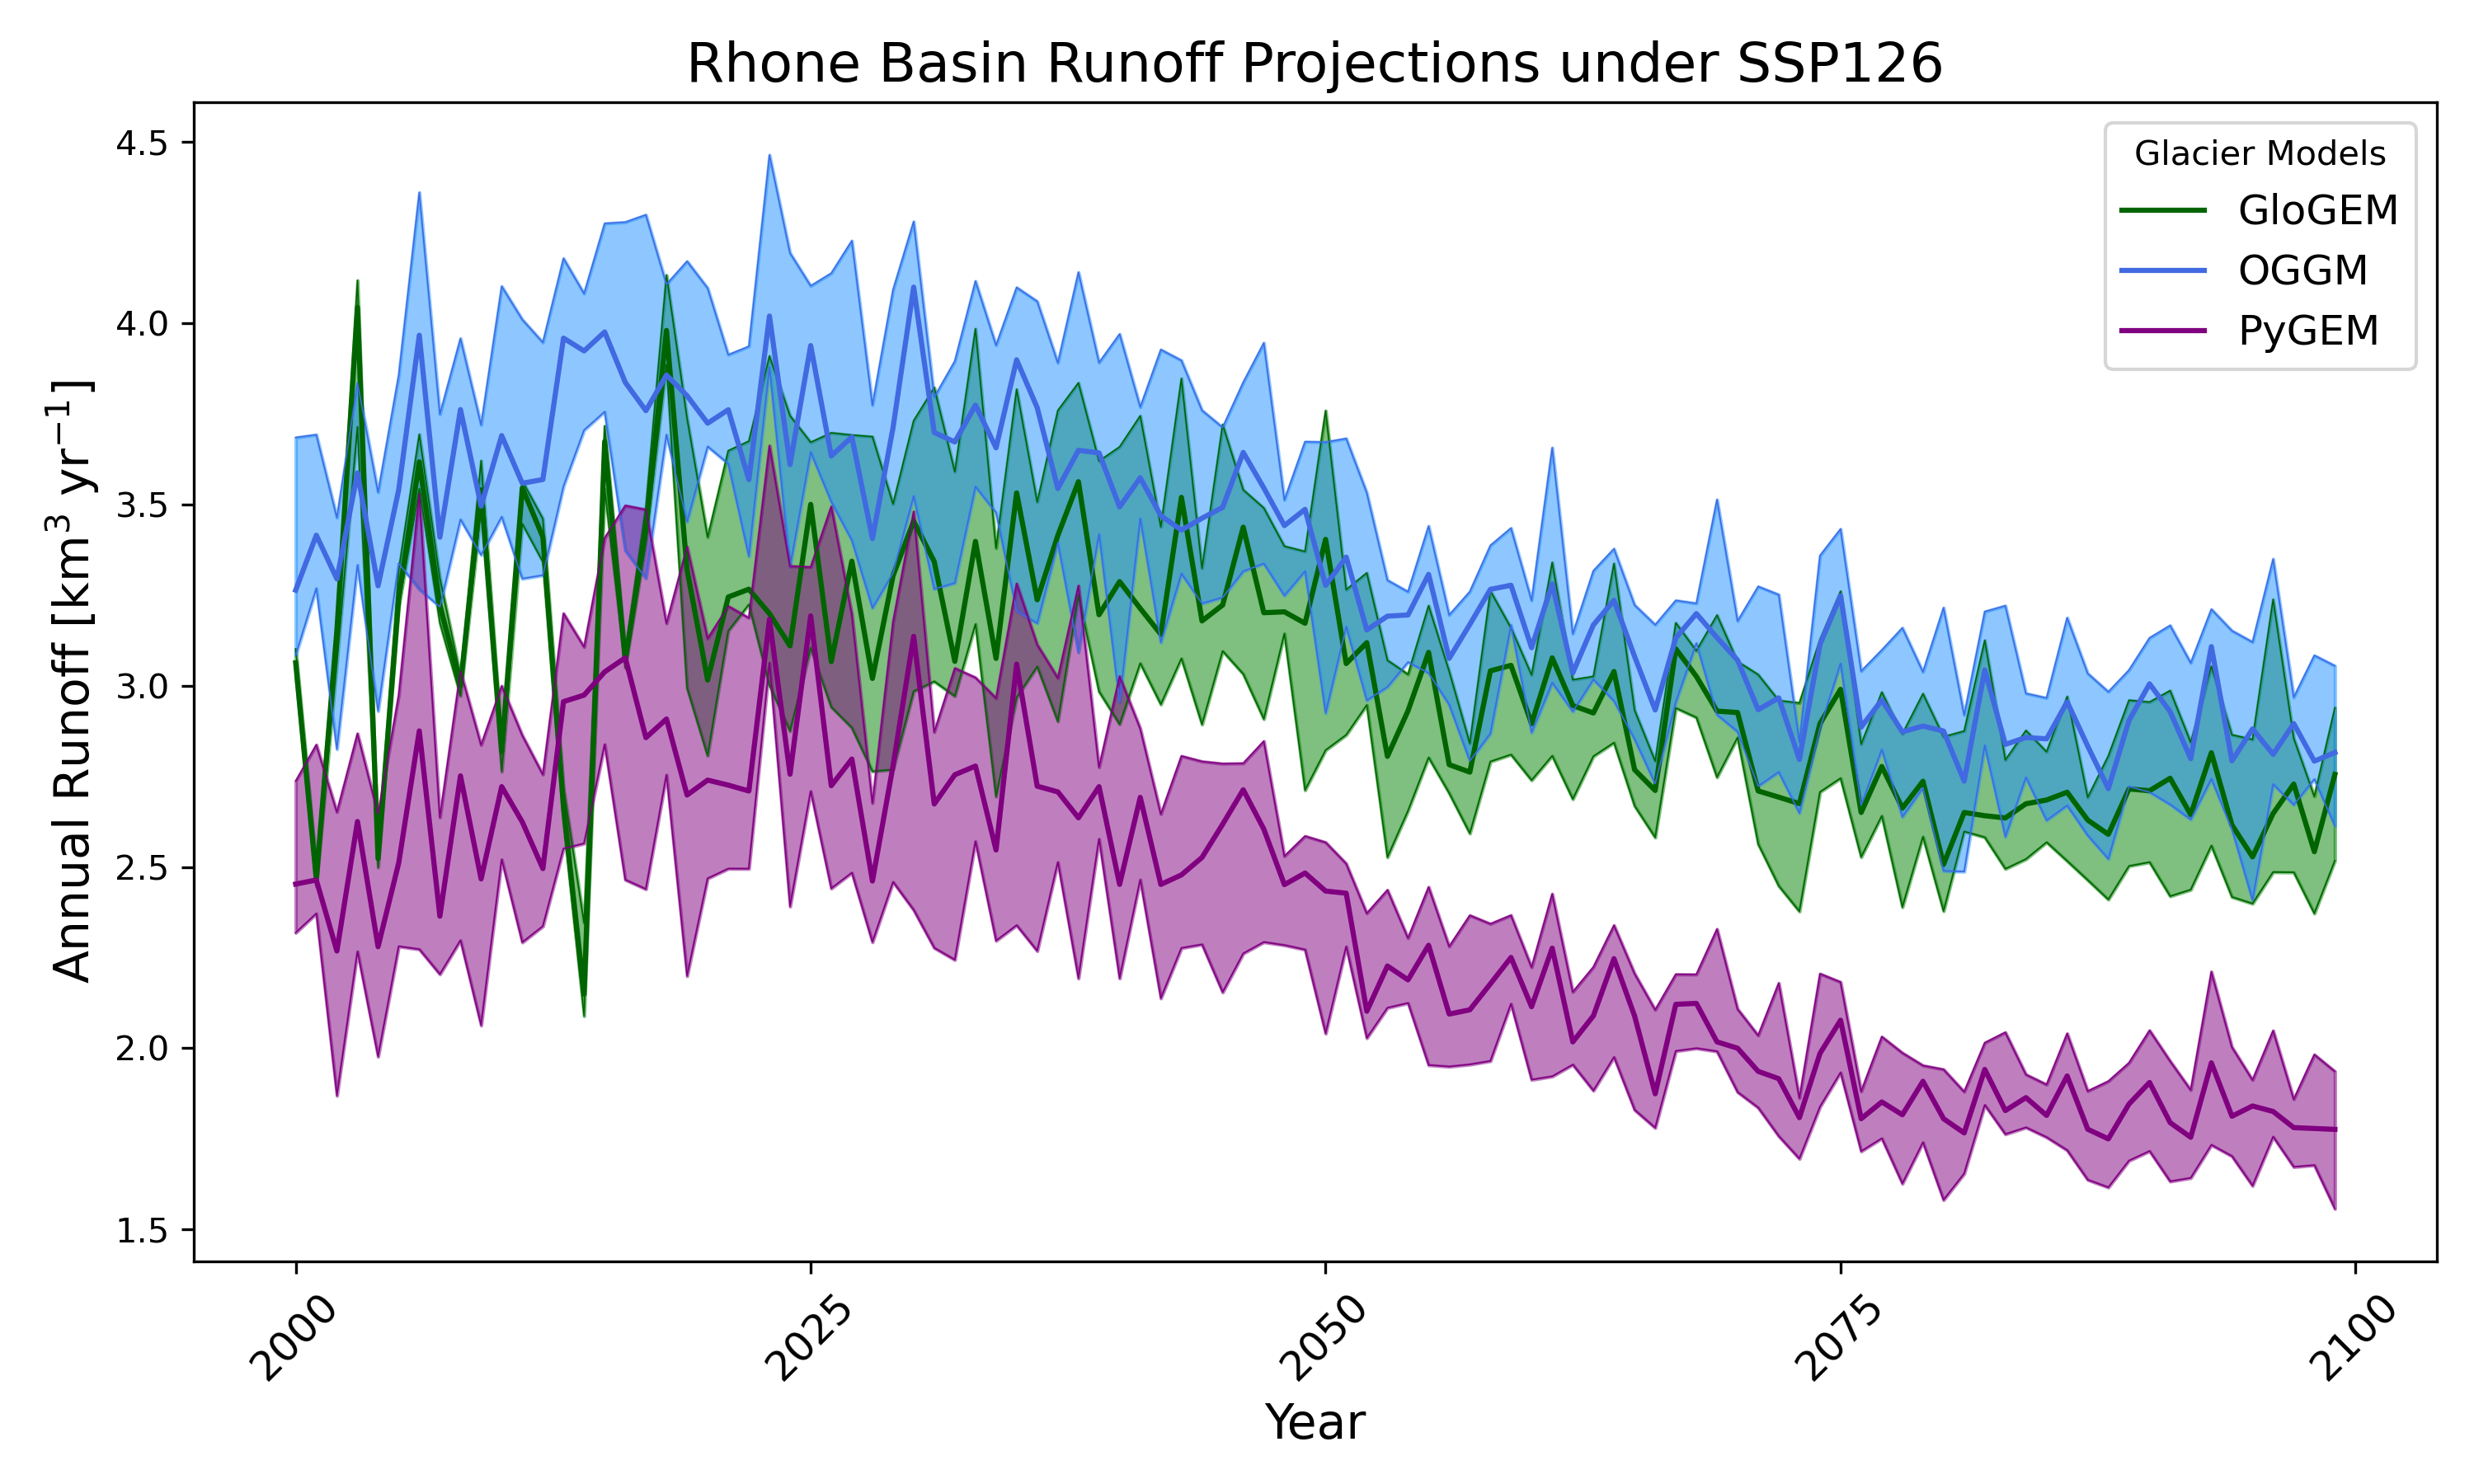 Rhone Basin Runoff Projections under SSP126
Annual Runoff [km³ yr⁻¹]
4.5
4.0
3.5
3.0
2.5
2.0
1.5
Glacier Models
GloGEM
OGGM
PyGEM
2000
2025
2050
2075
2100
Year